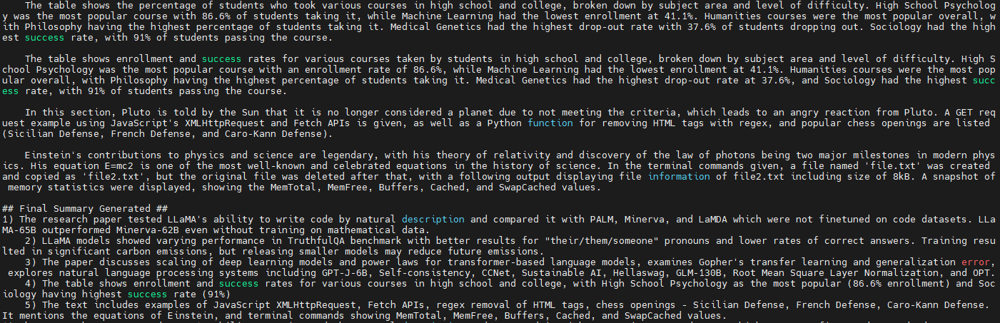 The table shows the percentage of students who took various courses in high school and college, broken down by subject area and level of difficulty. High School Psycholog
y was the most popular course with 86.6% of students taking it, while Machine Learning had the lowest enrollment at 41.1%. Humanities courses were the most popular overall, w
ith Philosophy having the highest percentage of students taking it. Medical Genetics had the highest drop-out rate with 37.6% of students dropping out. Sociology had the high
est success rate, with 91% of students passing the course.
The table shows enrollment and success rates for various courses taken by students in high school and college, broken down by subject area and level of difficulty. High S
chool Psychology was the most popular course with an enrollment rate of 86.6%, while Machine Learning had the lowest enrollment at 41.1%. Humanities courses were the most pop
ular overall, with Philosophy having the highest percentage of students taking it. Medical Genetics had the highest drop-out rate at 37.6%, and Sociology had the highest succ
ess rate, with 91% of students passing the course.
In this section, Pluto is told by the Sun that it is no longer considered a planet due to not meeting the criteria, which leads to an angry reaction from Pluto. A GET req
uest example using JavaScript's XMLHttpRequest and Fetch APIs is given, as well as a Python function for removing HTML tags with regex, and popular chess openings are listed
(Sicilian Defense, French Defense, and Caro-Kann Defense).
Einstein's contributions to physics and science are legendary, with his theory of relativity and discovery of the law of photons being two major milestones in modern phys
ics. His equation E=mc2 is one of the most well-known and celebrated equations in the history of science. In the terminal commands given, a file named 'file.txt' was created
and copied as 'file2.txt', but the original file was deleted after that, with a following output displaying file information of file2.txt including size of 8kB. A snapshot of
memory statistics were displayed, showing the MemTotal, MemFree, Buffers, Cached, and SwapCached values.
## Final Summary Generated ##
1) The research paper tested LLaMA's ability to write code by natural description and compared it with PALM, Minerva, and LaMDA which were not finetuned on code datasets. LLa
MA-65B outperformed Minerva-62B even without training on mathematical data.
2) LLaMA models showed varying performance in TruthfulQA benchmark with better results for "their/them/someone" pronouns and lower rates of correct answers. Training resu
lted in significant carbon emissions, but releasing smaller models may reduce future emissions.
3) The paper discusses scaling of deep learning models and power laws for transformer-based language models, examines Gopher's transfer learning and generalization error,
explores natural language processing systems including GPT-J-6B, Self-consistency, CCNet, Sustainable AI, Hellaswag, GLM-130B, Root Mean Square Layer Normalization, and OPT.
4) The table shows enrollment and success rates for various courses in high school and college, with High School Psychology as the most popular (86.6% enrollment) and Soc
iology having highest success rate (91%)
5) The text includes examples of JavaScript XMLHttpRequest, Fetch APIs, regex removal of HTML tags, chess openings - Sicilian Defense, French Defense, Caro-Kann Defense.
It mentions the equations of Einstein, and terminal commands showing MemTotal, MemFree, Buffers, Cached, and SwapCached values.